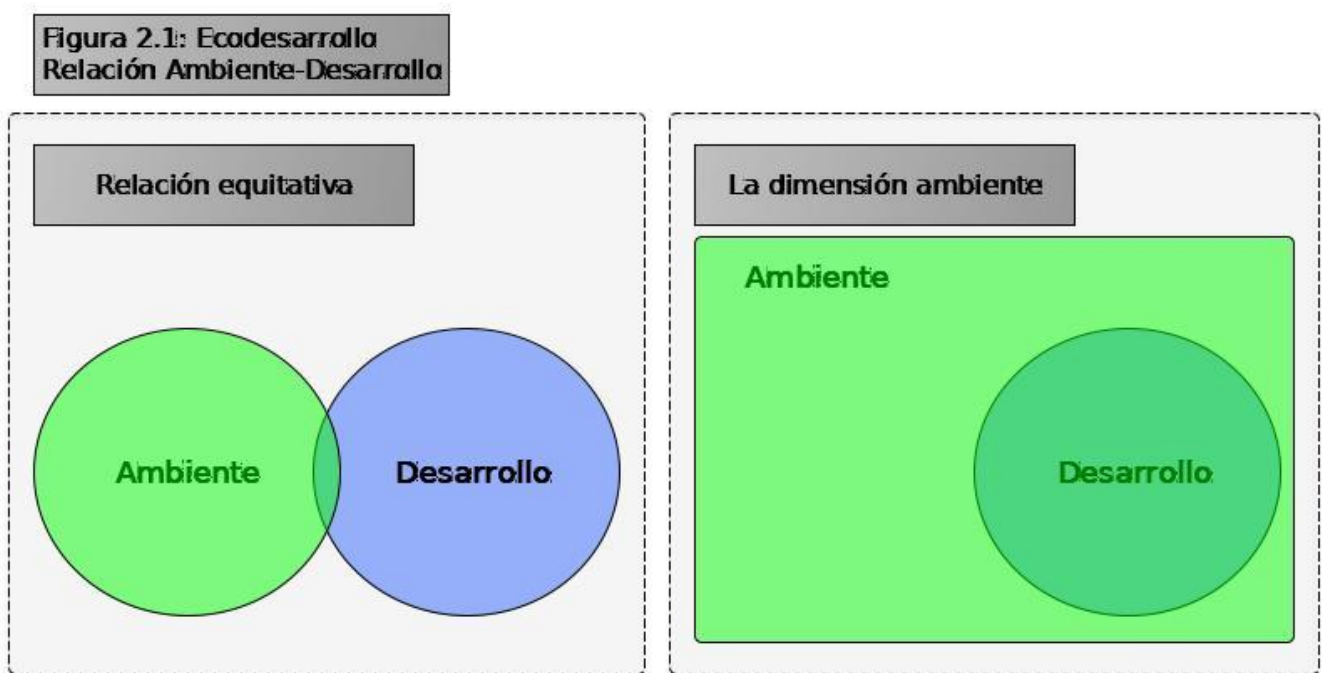 Figura 2.1: Ecodesarrollo
Relación Ambiente-Desarrollo
Relación equitativa
Ambiente
Desarrollo
La dimensión ambiente
Ambiente
Desarrollo